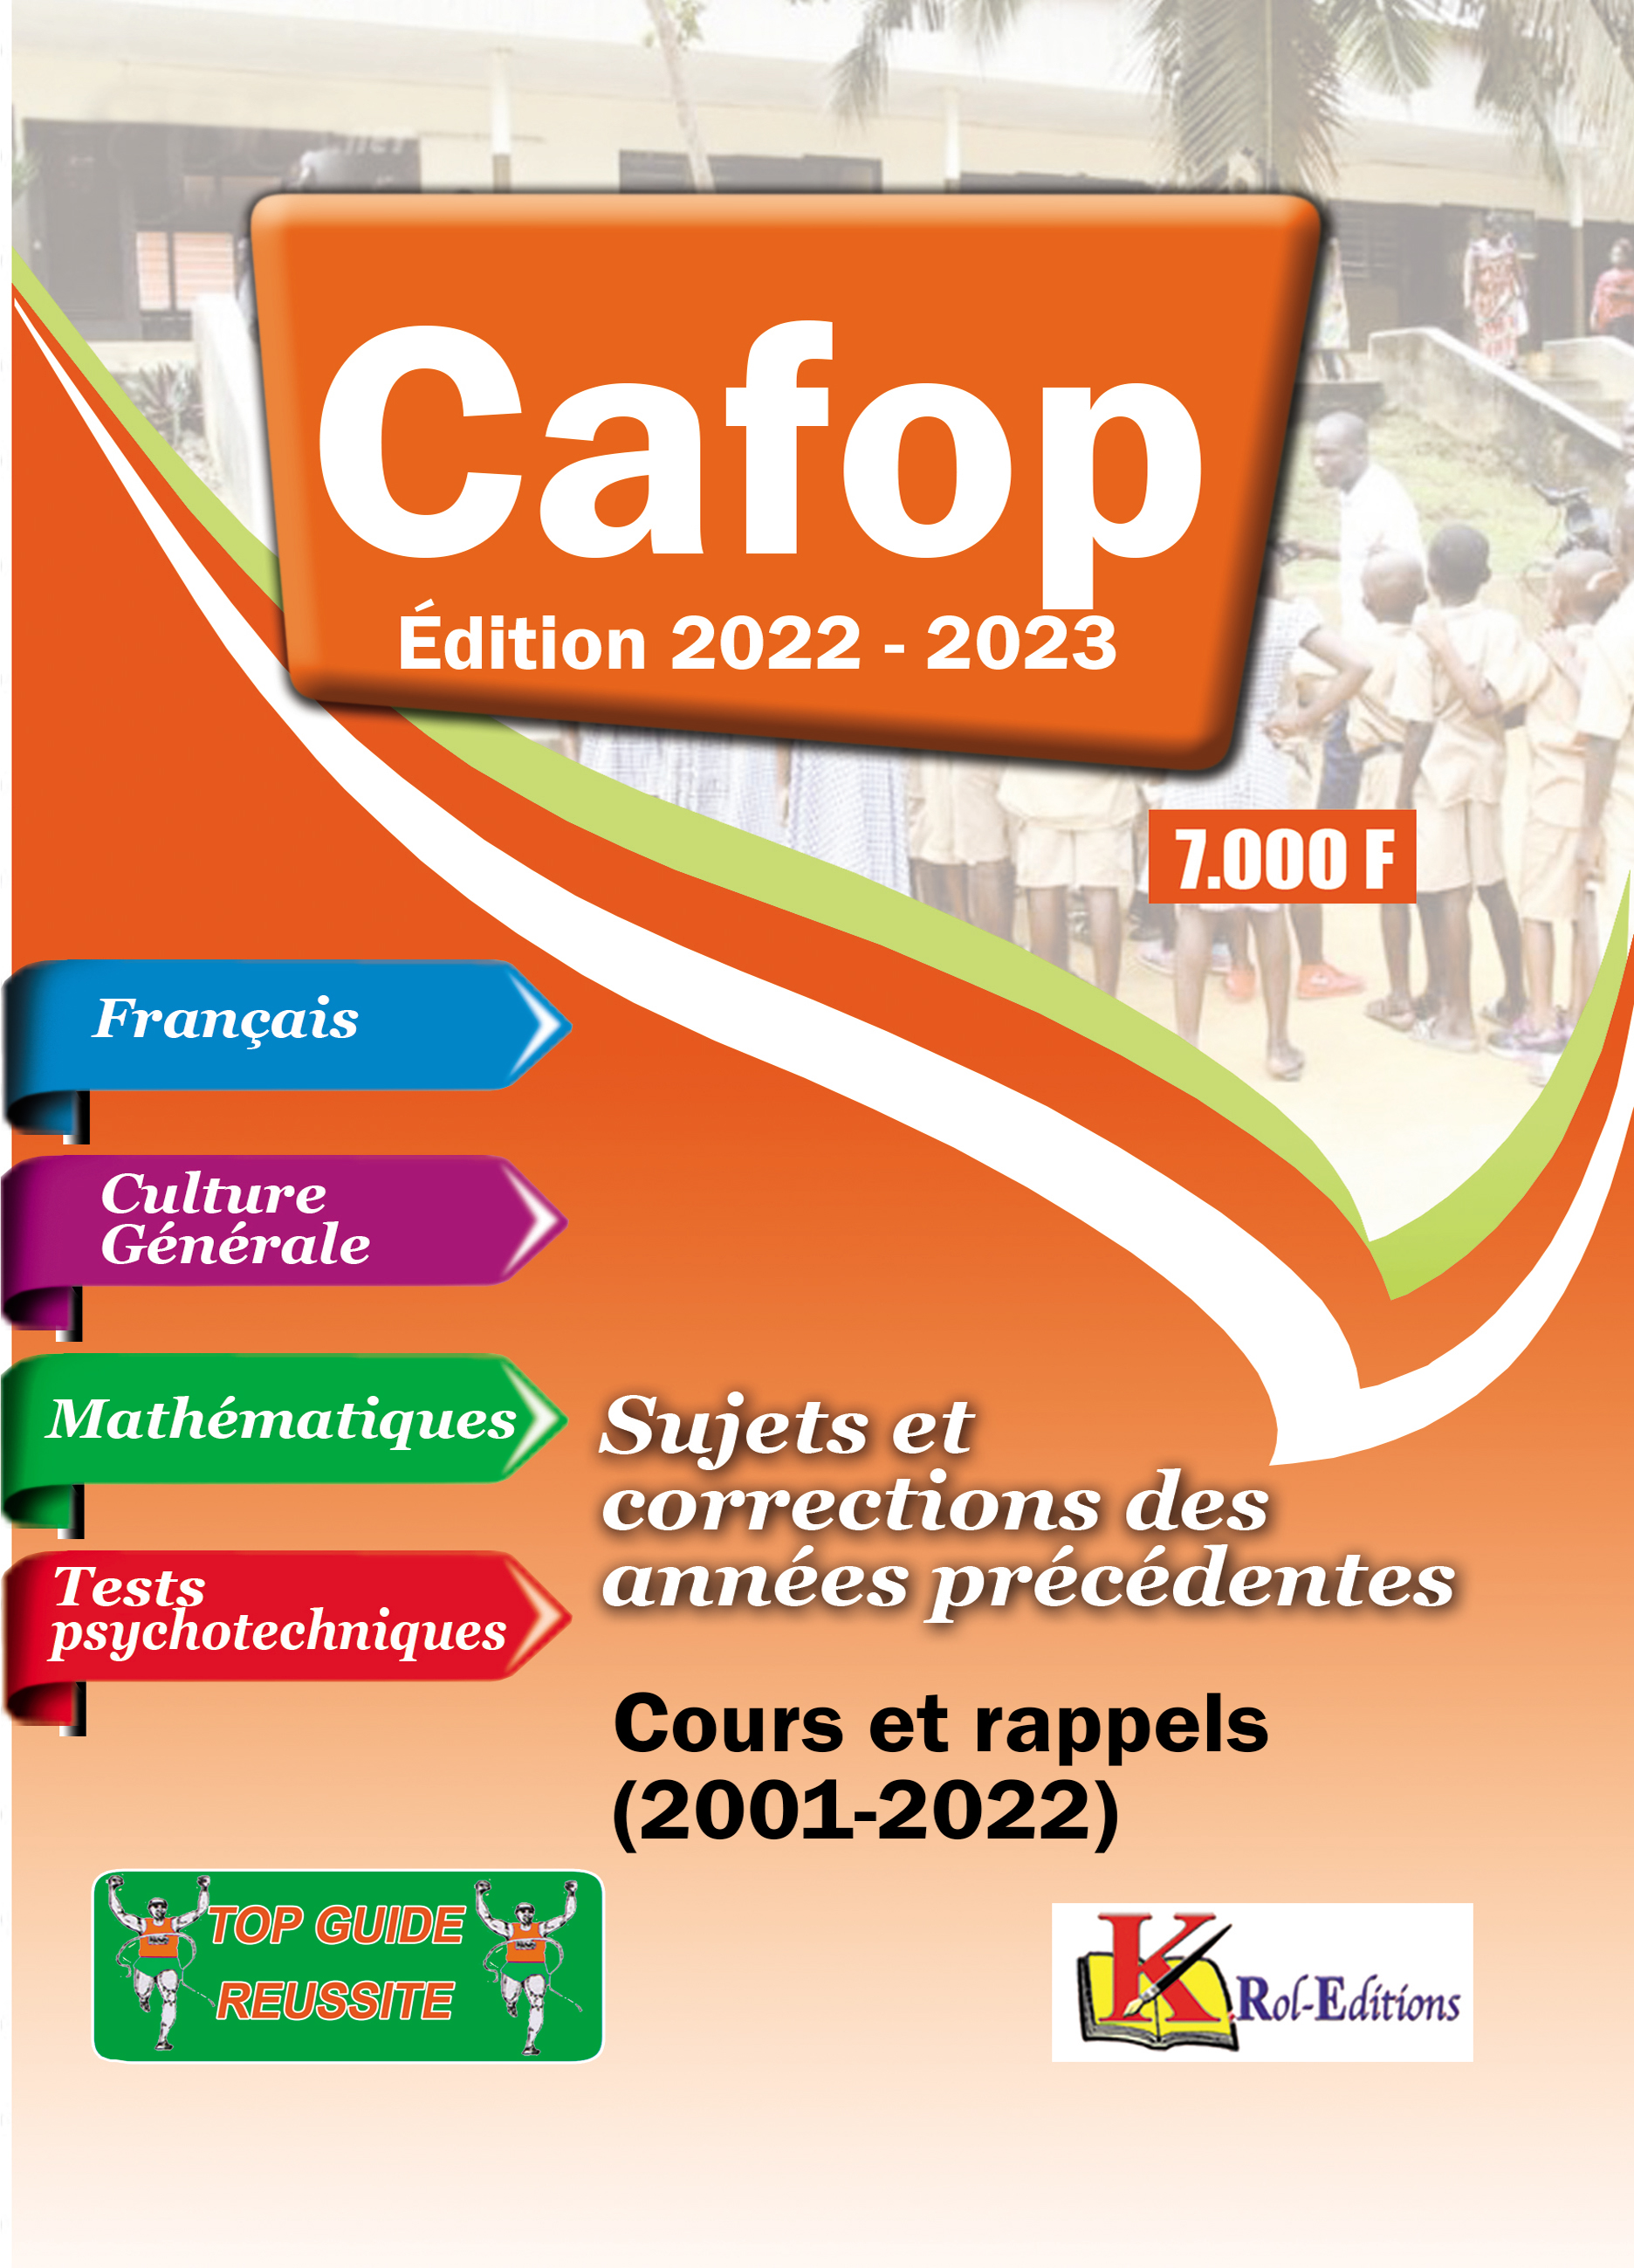 Cafop
Édition 2022 - 2023
7.000 F
Français
Culture
Générale
Mathématiques
Tests
psychotechniques
Sujets et
corrections des
années précédentes
Cours et rappels
(2001-2022)
TOP GUIDE
REUSSITE
K
Rol-Editions